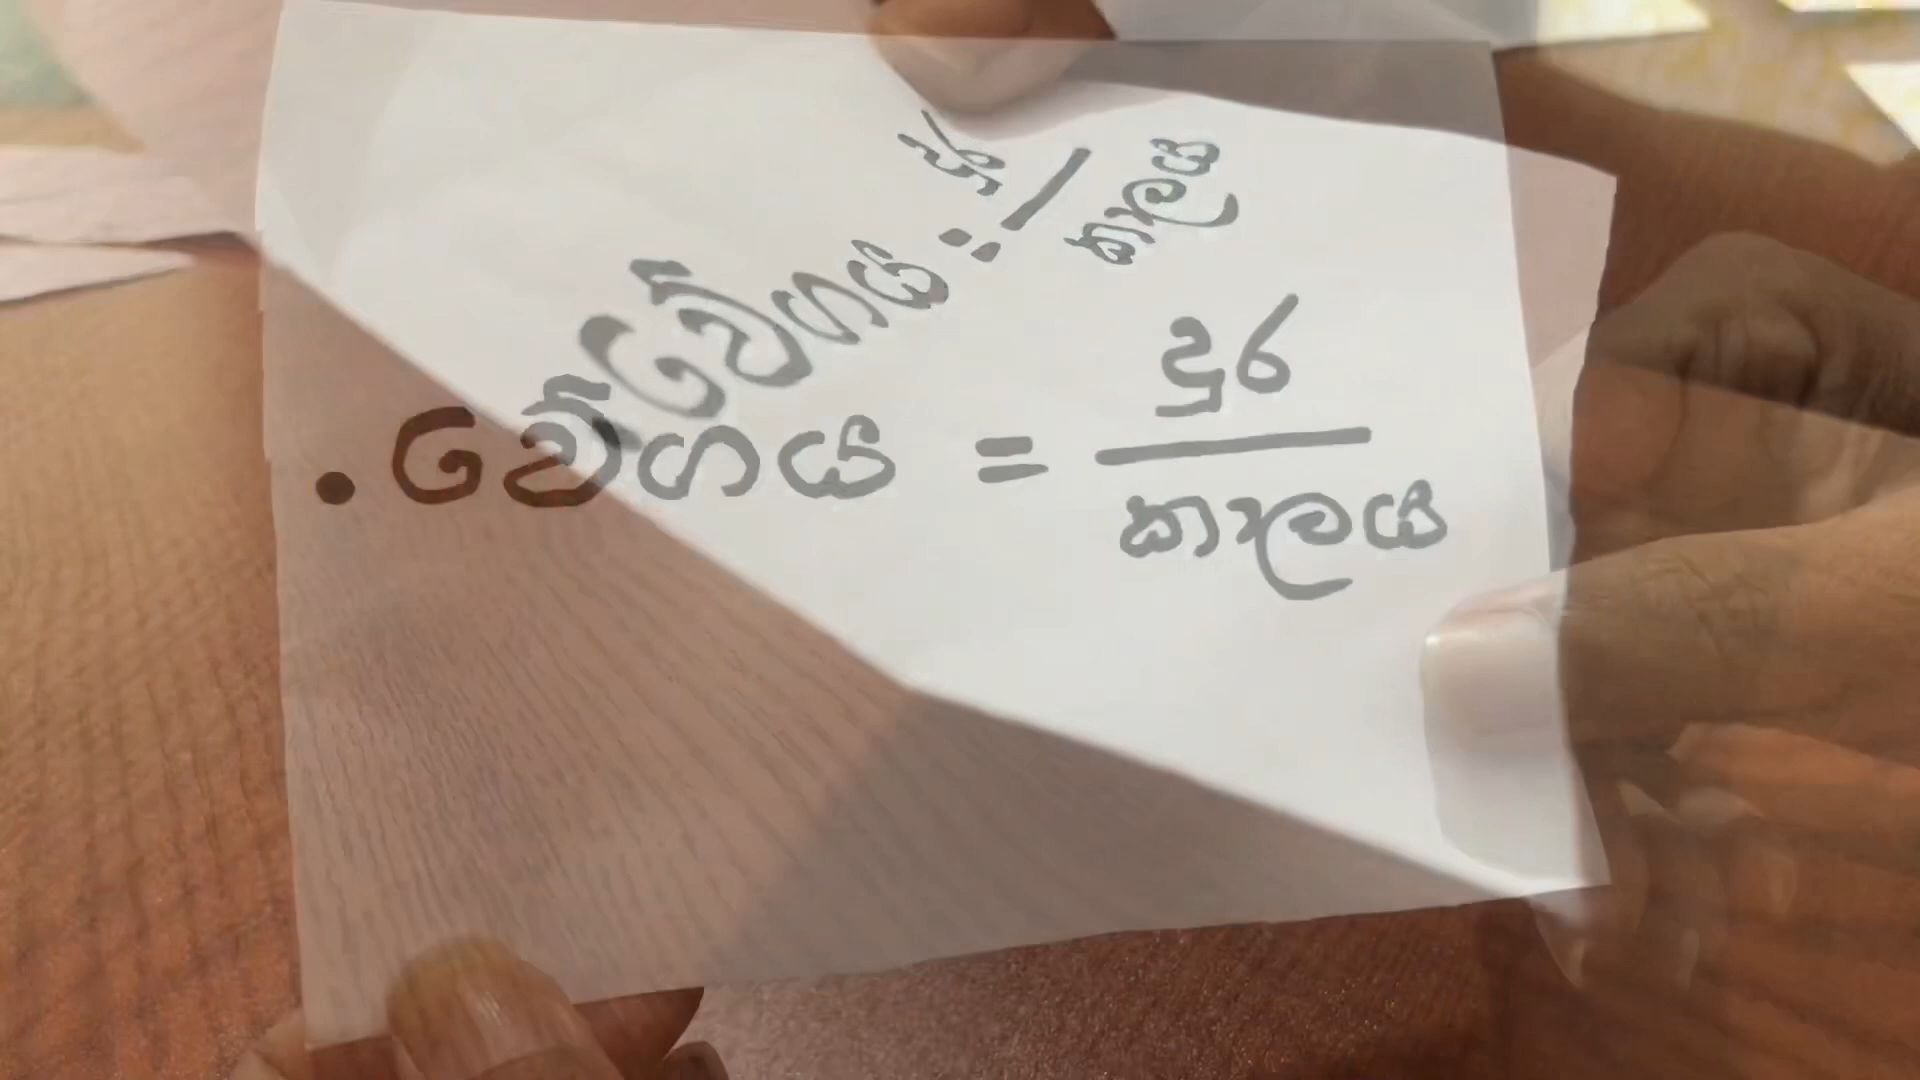 වේගය = දුර / කාලය
. වේගය = දුර / කාලය